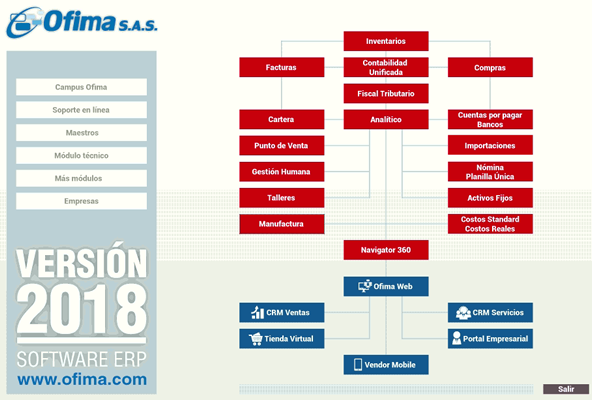 Ofima S.A.S.
Campus Ofima
Soporte en línea
Maestros
Módulo técnico
Más módulos
Empresas
VERSIÓN
2018
SOFTWARE ERP
www.ofima.com
Inventarios
Facturas
Contabilidad
Unificada
Compras
Fiscal Tributario
Cartera
Analítico
Cuentas por pagar
Bancos
Punto de Venta
Importaciones
Gestión Humana
Nómina
Planilla Única
Talleres
Activos Fijos
Manufactura
Costos Standard
Costos Reales
Navigator 360
Ofima Web
CRM Ventas
CRM Servicios
Tienda Virtual
Portal Empresarial
Vendor Mobile
Salir